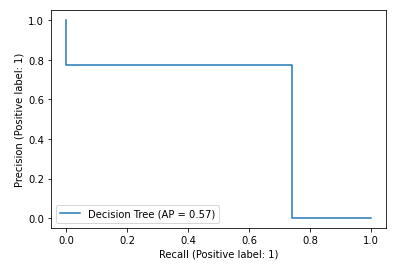 Precision (Positive label: 1)
1.0
0.8
0.6
0.4
0.2
0.0
Decision Tree (AP = 0.57)
0.0 0.2 0.4 0.6 0.8 1.0
Recall (Positive label: 1)